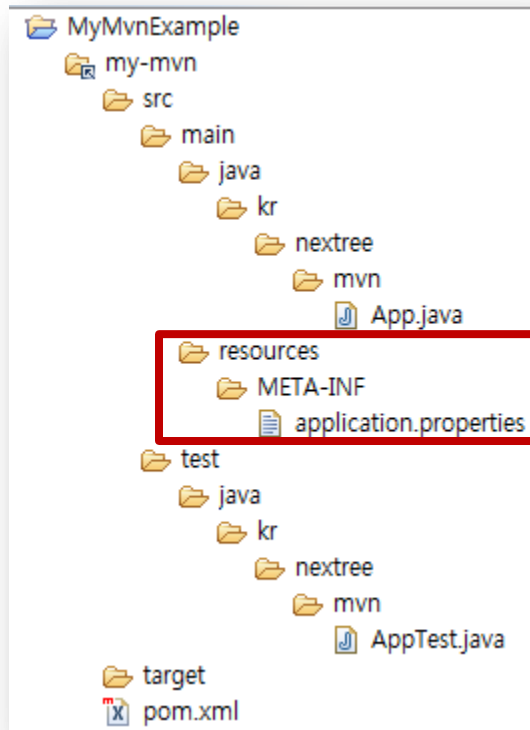 MyMvnExample
my-mvn
src
main
java
kr
nextree
mvn
App.java
resources
META-INF
application.properties
test
java
kr
nextree
mvn
AppTest.java
target
pom.xml